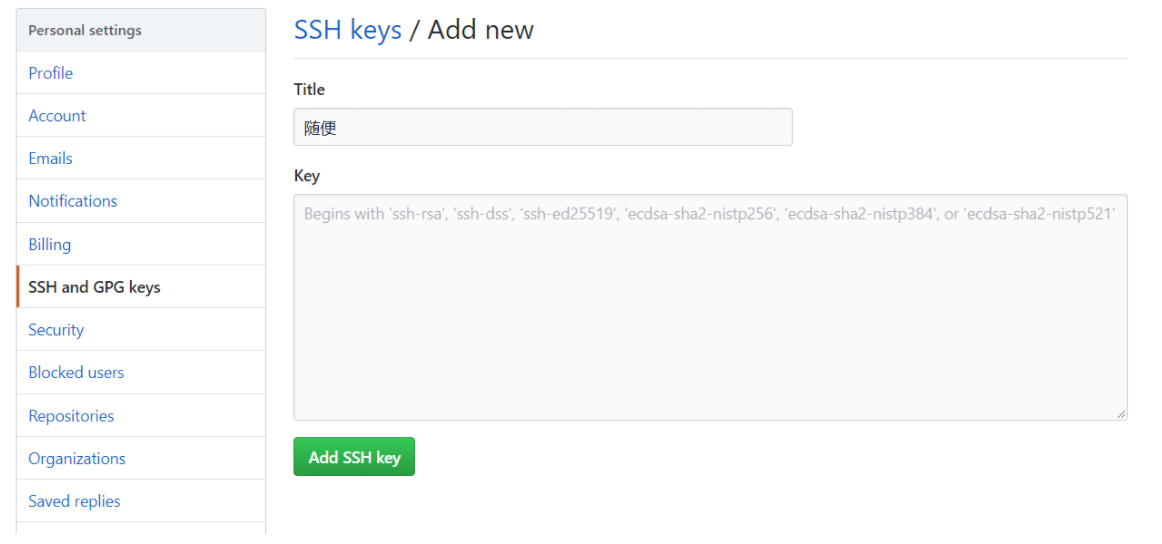 Personal settings
Profile
Account
Emails
Notifications
Billing
SSH and GPG keys
Security
Blocked users
Repositories
Organizations
Saved replies
SSH keys / Add new
Title
随便
Key
Begins with 'ssh-rsa', 'ssh-dss', 'ssh-ed25519', 'ecdsa-sha2-nistp256', 'ecdsa-sha2-nistp384', or 'ecdsa-sha2-nistp521'
Add SSH key